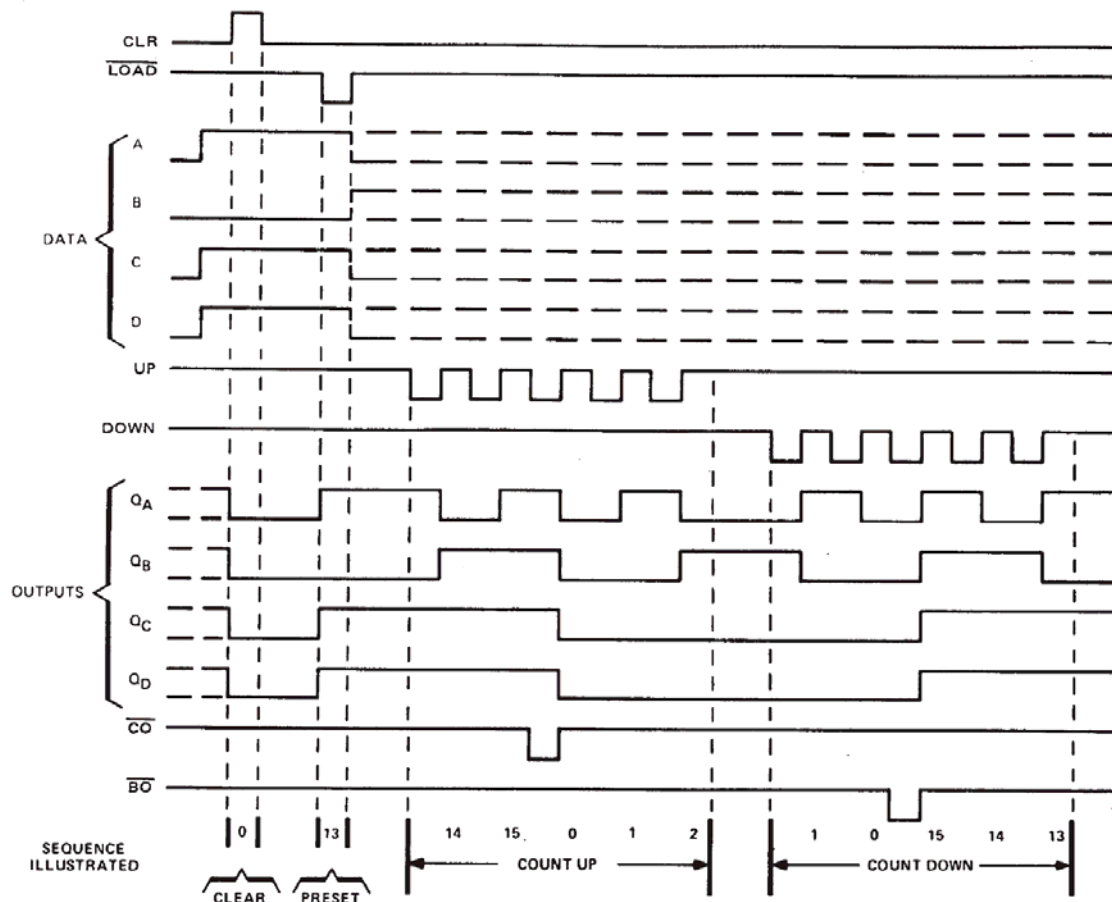 CLR
LOAD
A
B
DATA
C
D
UP
DOWN
QA
QB
OUTPUTS
QC
QD
CO
BO
SEQUENCE
ILLUSTRATED
0 13 14 15 0 1 2 1 0 15 14 13
COUNT UP COUNT DOWN
CLEAR PRESET